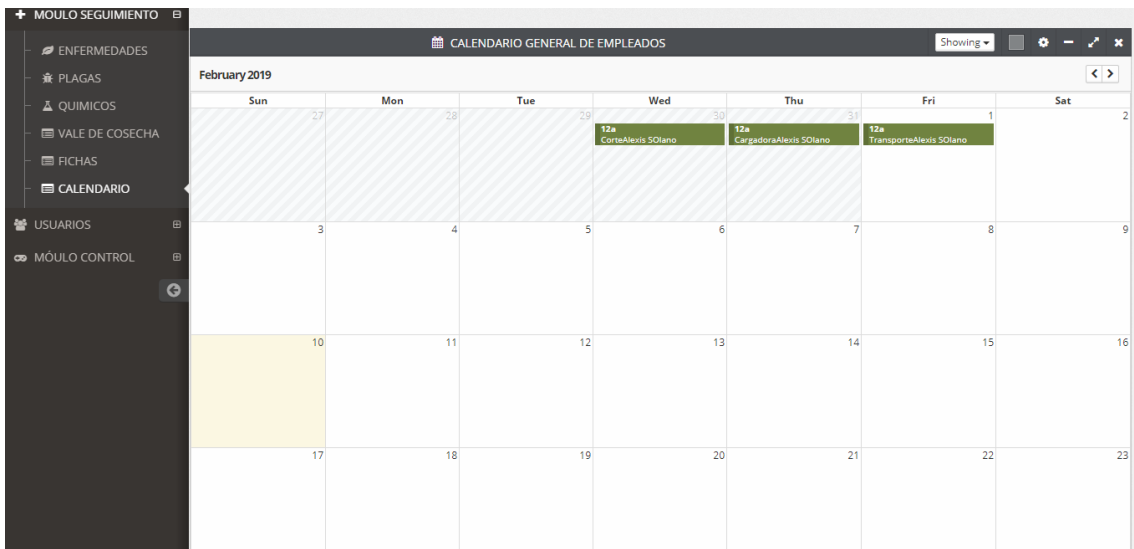 MOULO SEGUIMIENTO
ENFERMEDADES
PLAGAS
QUIMICOS
VALE DE COSECHA
FICHAS
CALENDARIO
USUARIOS
MÓULO CONTROL
CALENDARIO GENERAL DE EMPLEADOS
Showing
February 2019
Sun Mon Tue Wed Thu Fri Sat
27 28 29 30 31 1 2
12a 12a 12a
CorteAlexis SOlano CargadoraAlexis SOlano TransporteAlexis SOlano
3 4 5 6 7 8 9
10 11 12 13 14 15 16
17 18 19 20 21 22 23